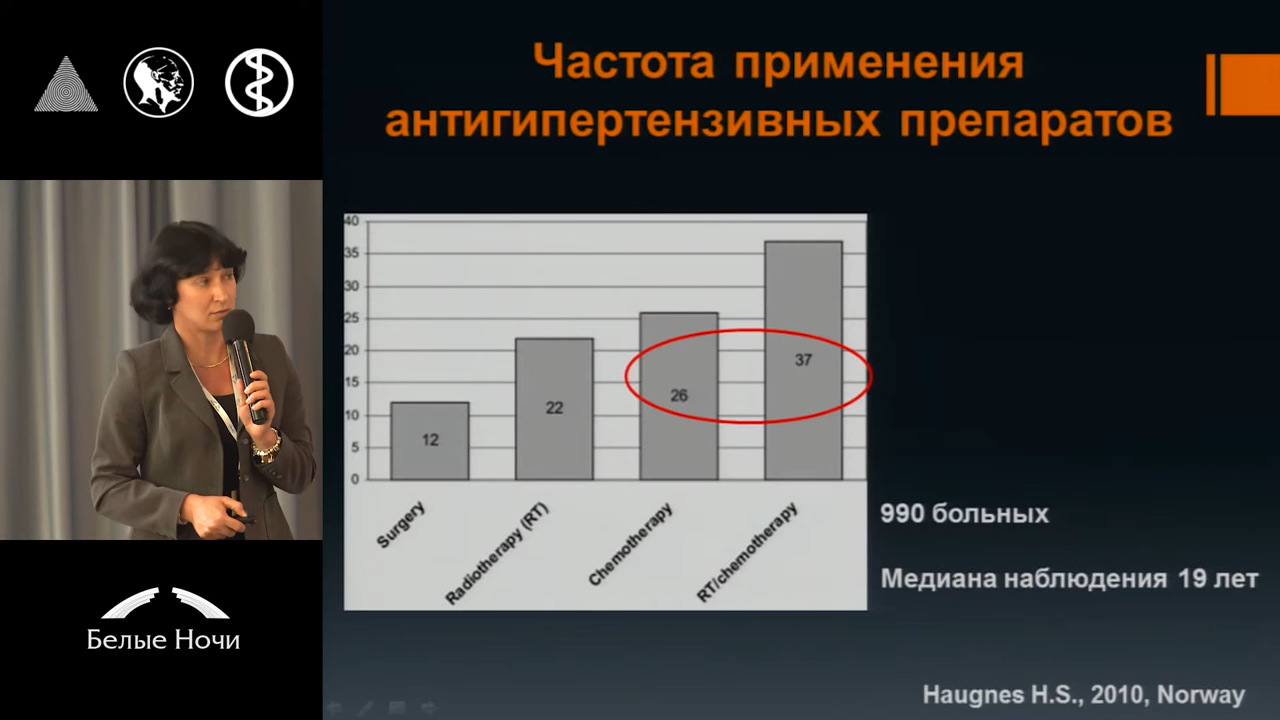 Частота применения
антигипертензивных препаратов
40
35
30
25
20
15
10
5
0
12
22
26
37
Surgery
Radiotherapy (RT)
Chemotherapy
RT/chemotherapy
990 больных
Медиана наблюдения 19 лет
Haugnes H.S., 2010, Norway
Белые Ночи